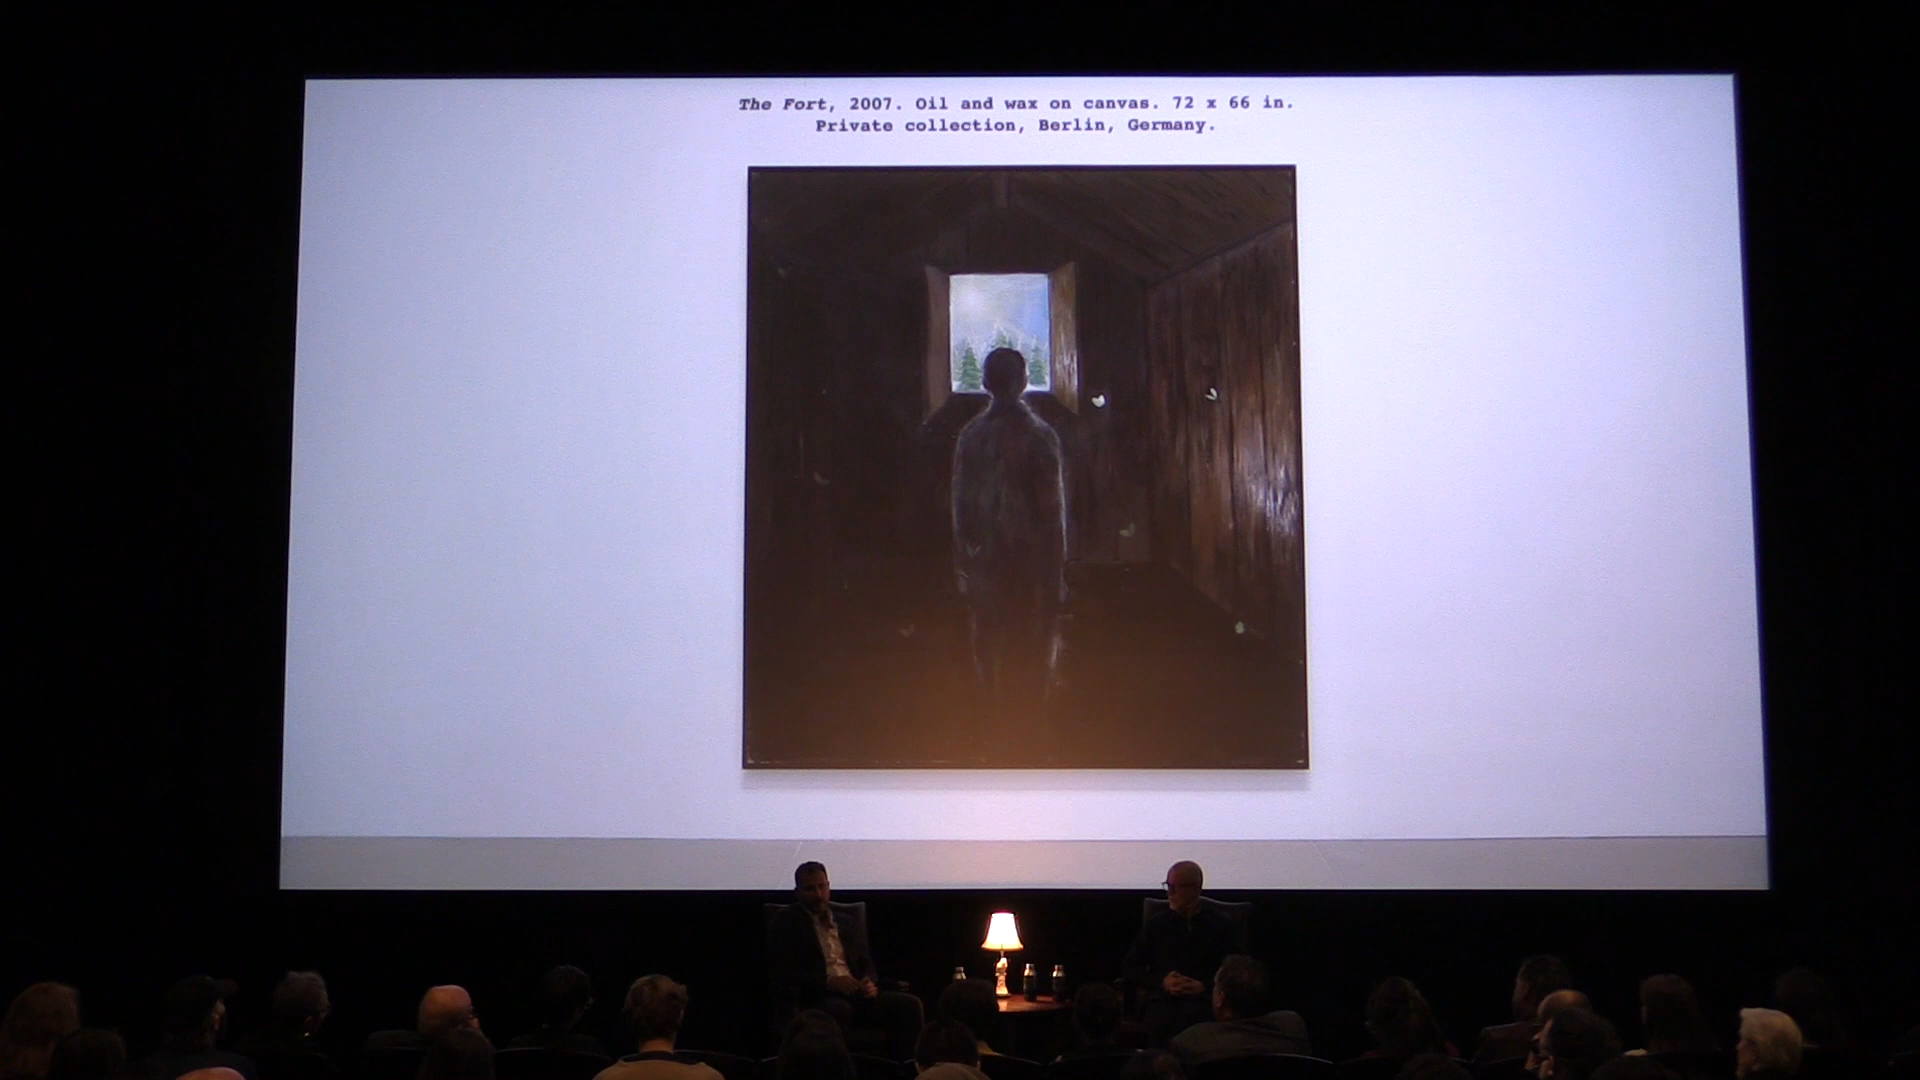 The Fort, 2007. Oil and wax on canvas. 72 x 66 in.
Private collection, Berlin, Germany.